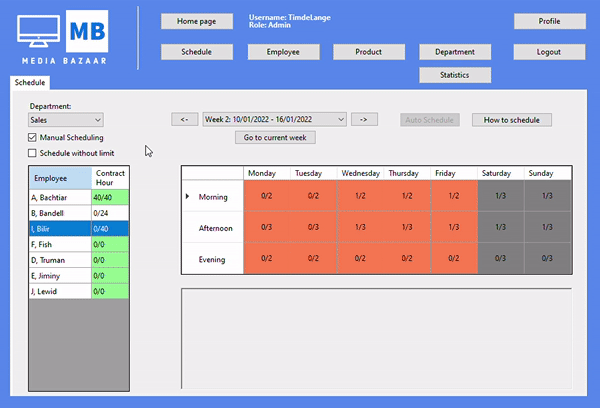 MB
MEDIA BAZAAR
Home page
Username: TimdeLange
Role: Admin
Profile
Schedule
Employee
Product
Department
Logout
Statistics
Schedule
Department:
Sales
<-
Week 2: 10/01/2022 - 16/01/2022
->
Auto Schedule
How to schedule
Manual Scheduling
Go to current week
Schedule without limit
Employee Contract Hour
A, Bachtiar 40/40
B, Bandell 0/24
I, Bilir 0/40
F, Fish 0/0
D, Truman 0/0
E, Jiminy 0/0
J, Lewid 0/0
Monday Tuesday Wednesday Thursday Friday Saturday Sunday
Morning 0/2 0/2 1/2 1/2 1/2 1/3 1/3
Afternoon 0/3 0/3 1/3 1/3 1/3 1/3 0/3
Evening 0/2 0/2 0/2 0/2 0/2 0/3 0/3